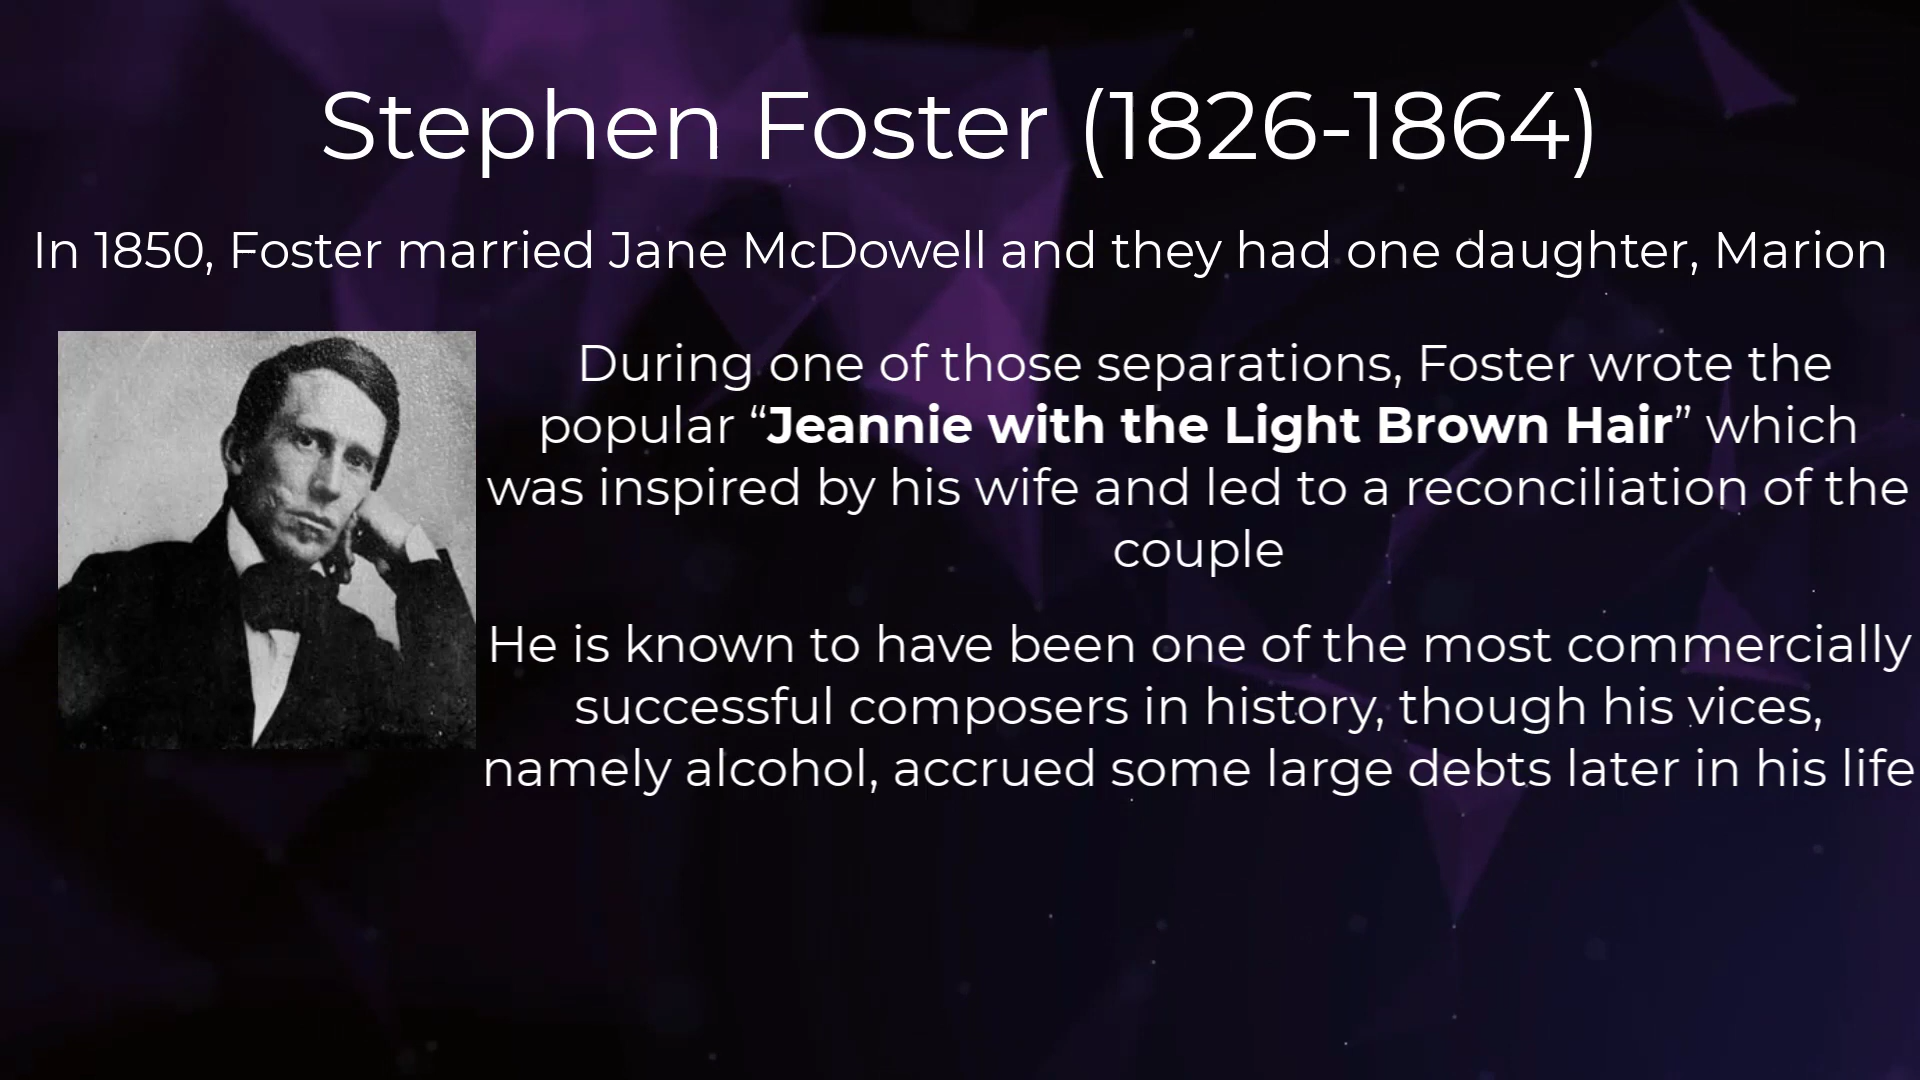 Stephen Foster (1826-1864)
In 1850, Foster married Jane McDowell and they had one daughter, Marion
During one of those separations, Foster wrote the
popular “Jeannie with the Light Brown Hair” which
was inspired by his wife and led to a reconciliation of the
couple
He is known to have been one of the most commercially
successful composers in history, though his vices,
namely alcohol, accrued some large debts later in his life